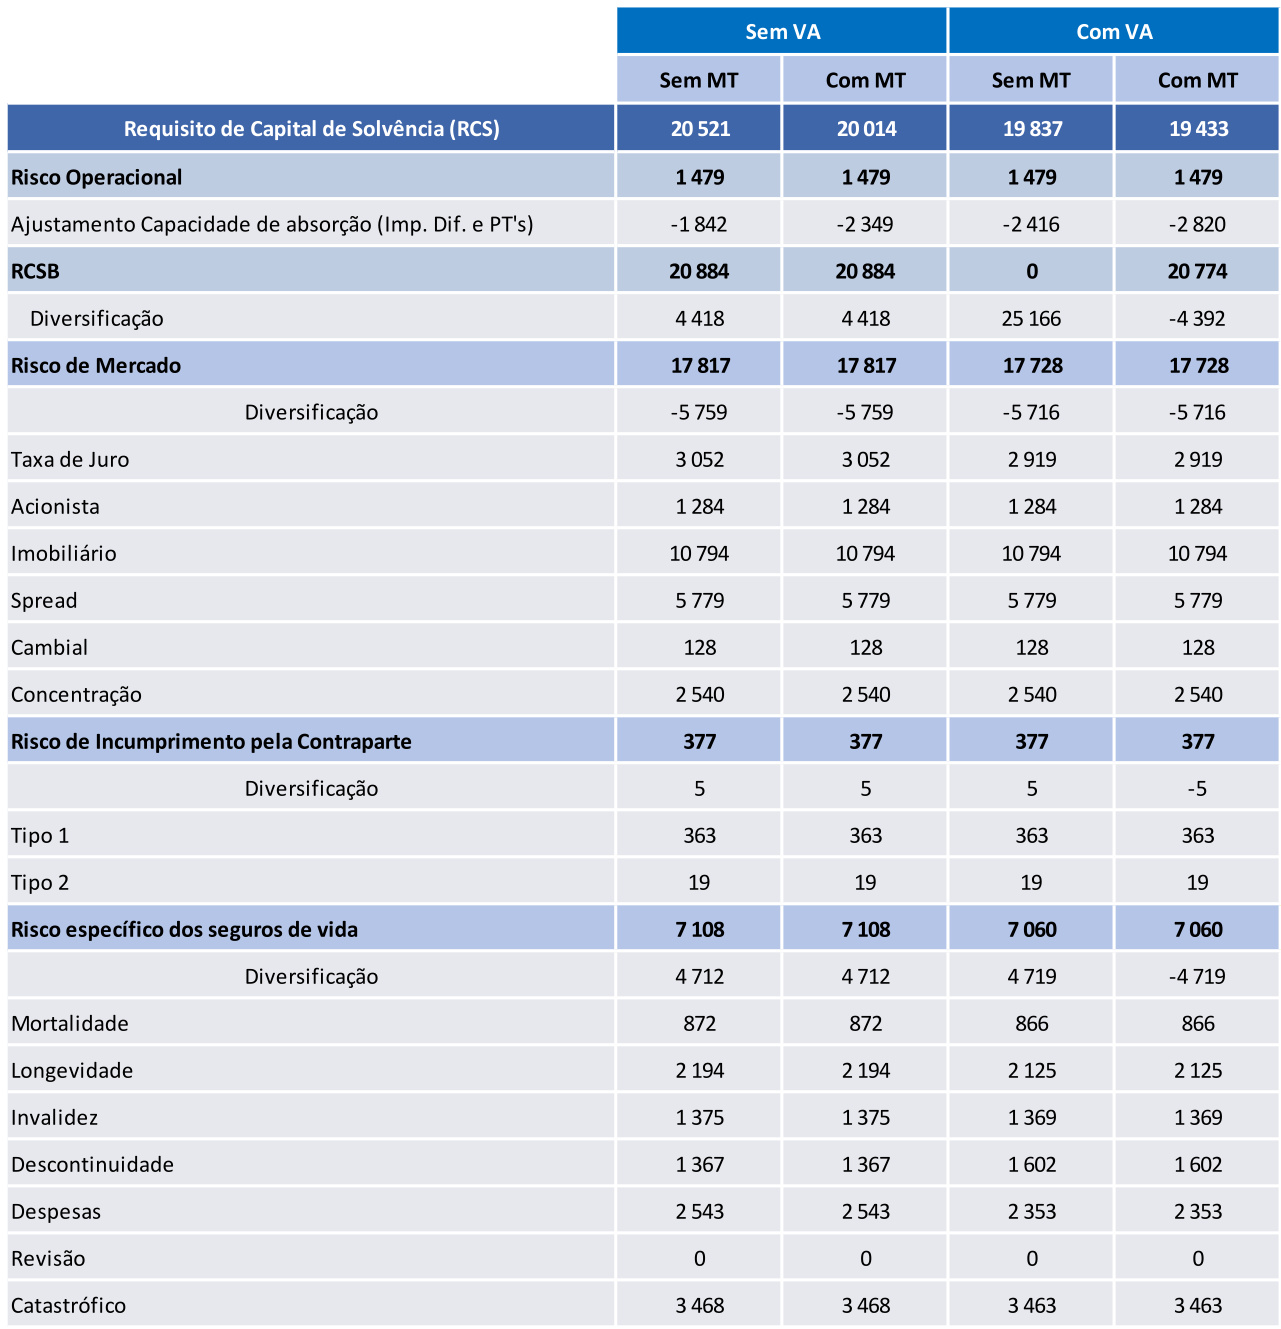 Sem VA Com VA
Sem MT Com MT Sem MT Com MT
Requisito de Capital de Solvência (RCS) 20 521 20 014 19 837 19 433
Risco Operacional 1 479 1 479 1 479 1 479
Ajustamento Capacidade de absorção (Imp. Dif. e PT's) -1 842 -2 349 -2 416 -2 820
RCSB 20 884 20 884 0 20 774
Diversificação 4 418 4 418 25 166 -4 392
Risco de Mercado 17 817 17 817 17 728 17 728
Diversificação -5 759 -5 759 -5 716 -5 716
Taxa de Juro 3 052 3 052 2 919 2 919
Acionista 1 284 1 284 1 284 1 284
Imobiliário 10 794 10 794 10 794 10 794
Spread 5 779 5 779 5 779 5 779
Cambial 128 128 128 128
Concentração 2 540 2 540 2 540 2 540
Risco de Incumprimento pela Contraparte 377 377 377 377
Diversificação 5 5 5 -5
Tipo 1 363 363 363 363
Tipo 2 19 19 19 19
Risco específico dos seguros de vida 7 108 7 108 7 060 7 060
Diversificação 4 712 4 712 4 719 -4 719
Mortalidade 872 872 866 866
Longevidade 2 194 2 194 2 125 2 125
Invalidez 1 375 1 375 1 369 1 369
Descontinuidade 1 367 1 367 1 602 1 602
Despesas 2 543 2 543 2 353 2 353
Revisão 0 0 0 0
Catastrófico 3 468 3 468 3 463 3 463